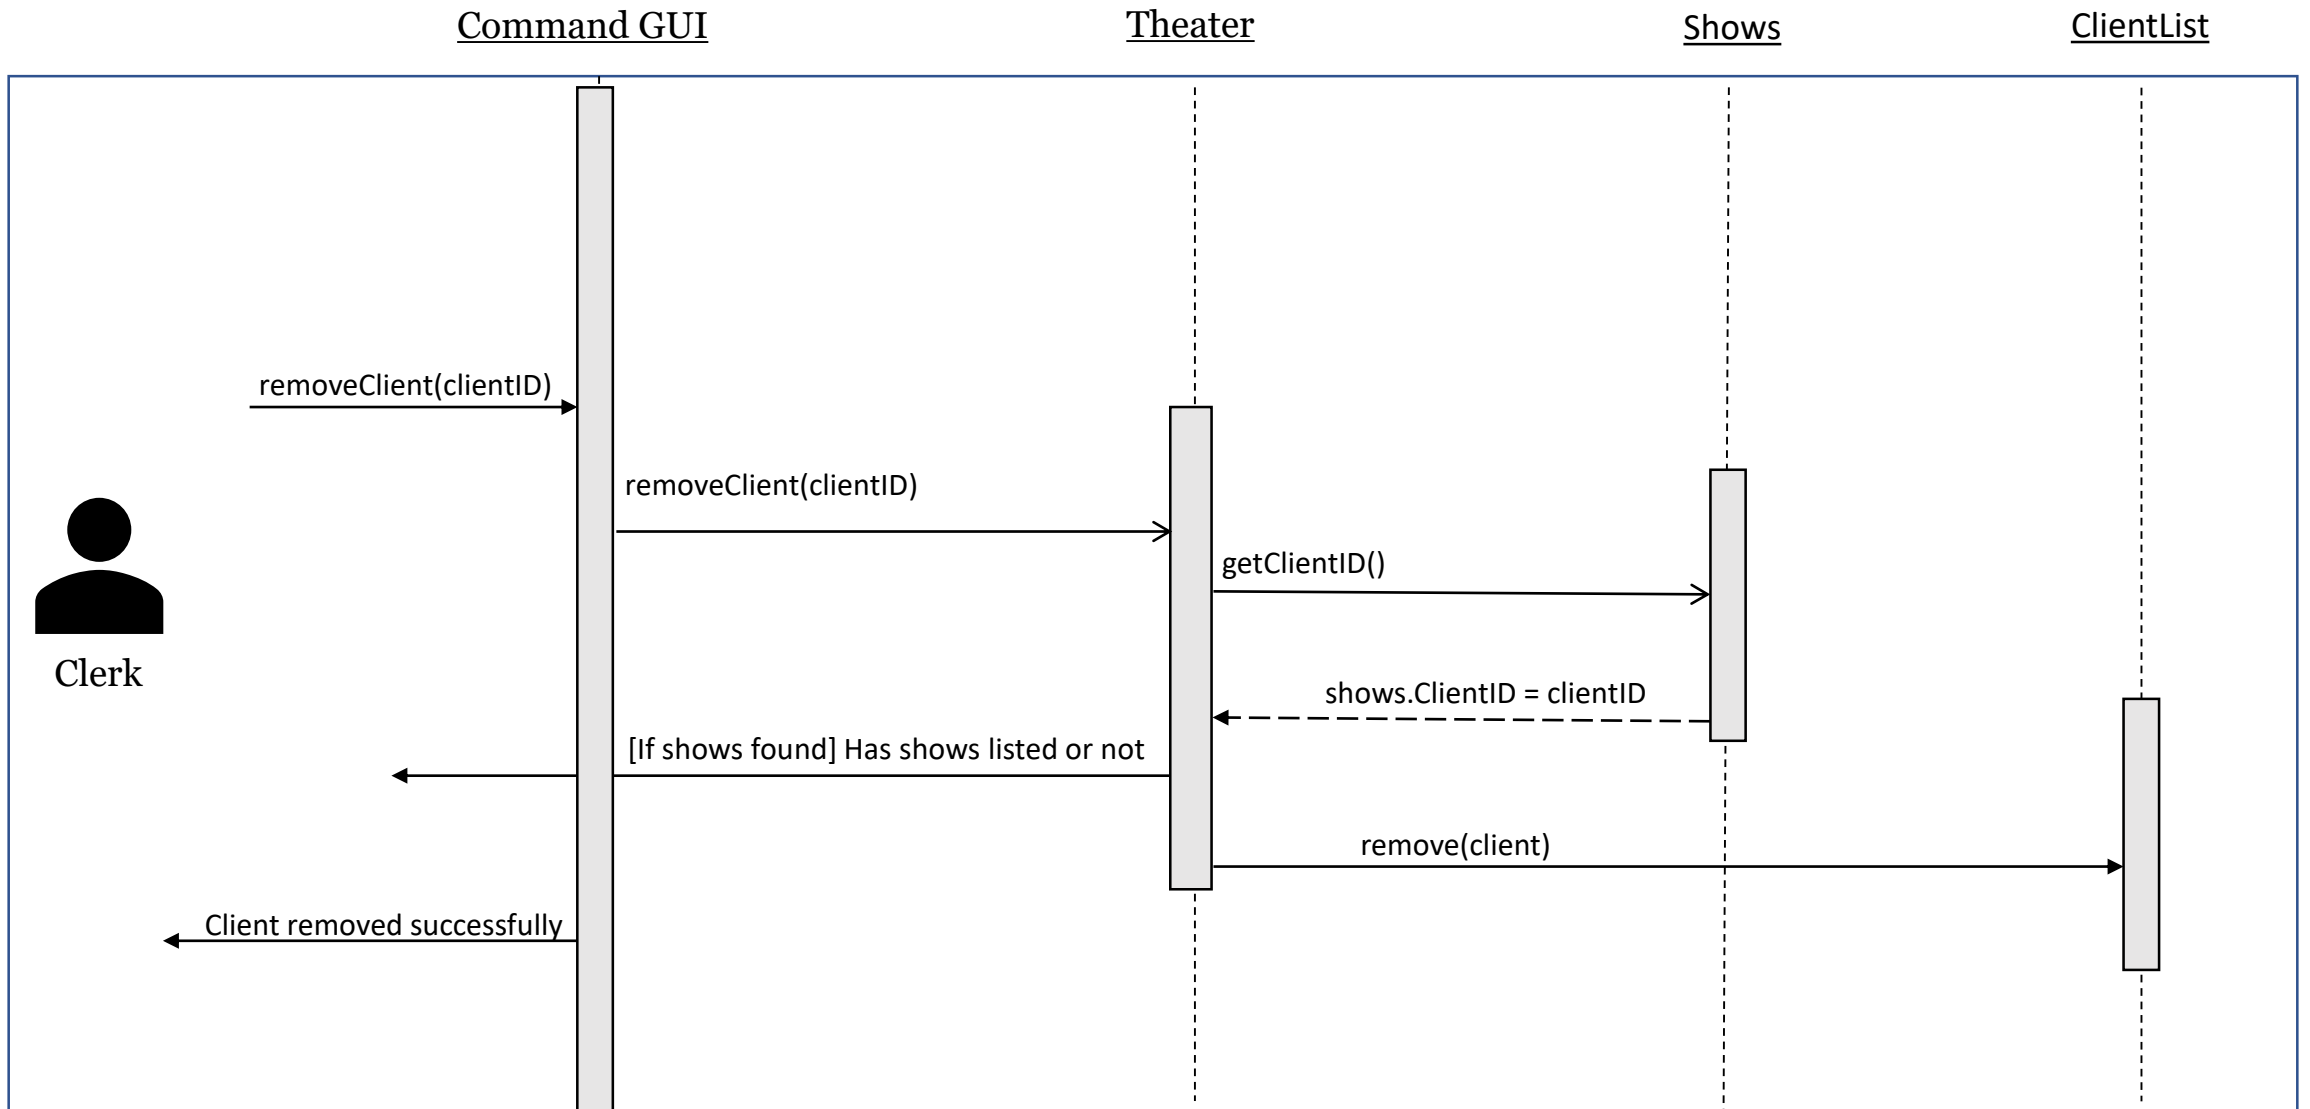 Command GUI
Theater
Shows
ClientList
removeClient(clientID)
removeClient(clientID)
getClientID()
Clerk
shows.ClientID = clientID
[If shows found] Has shows listed or not
remove(client)
Client removed successfully